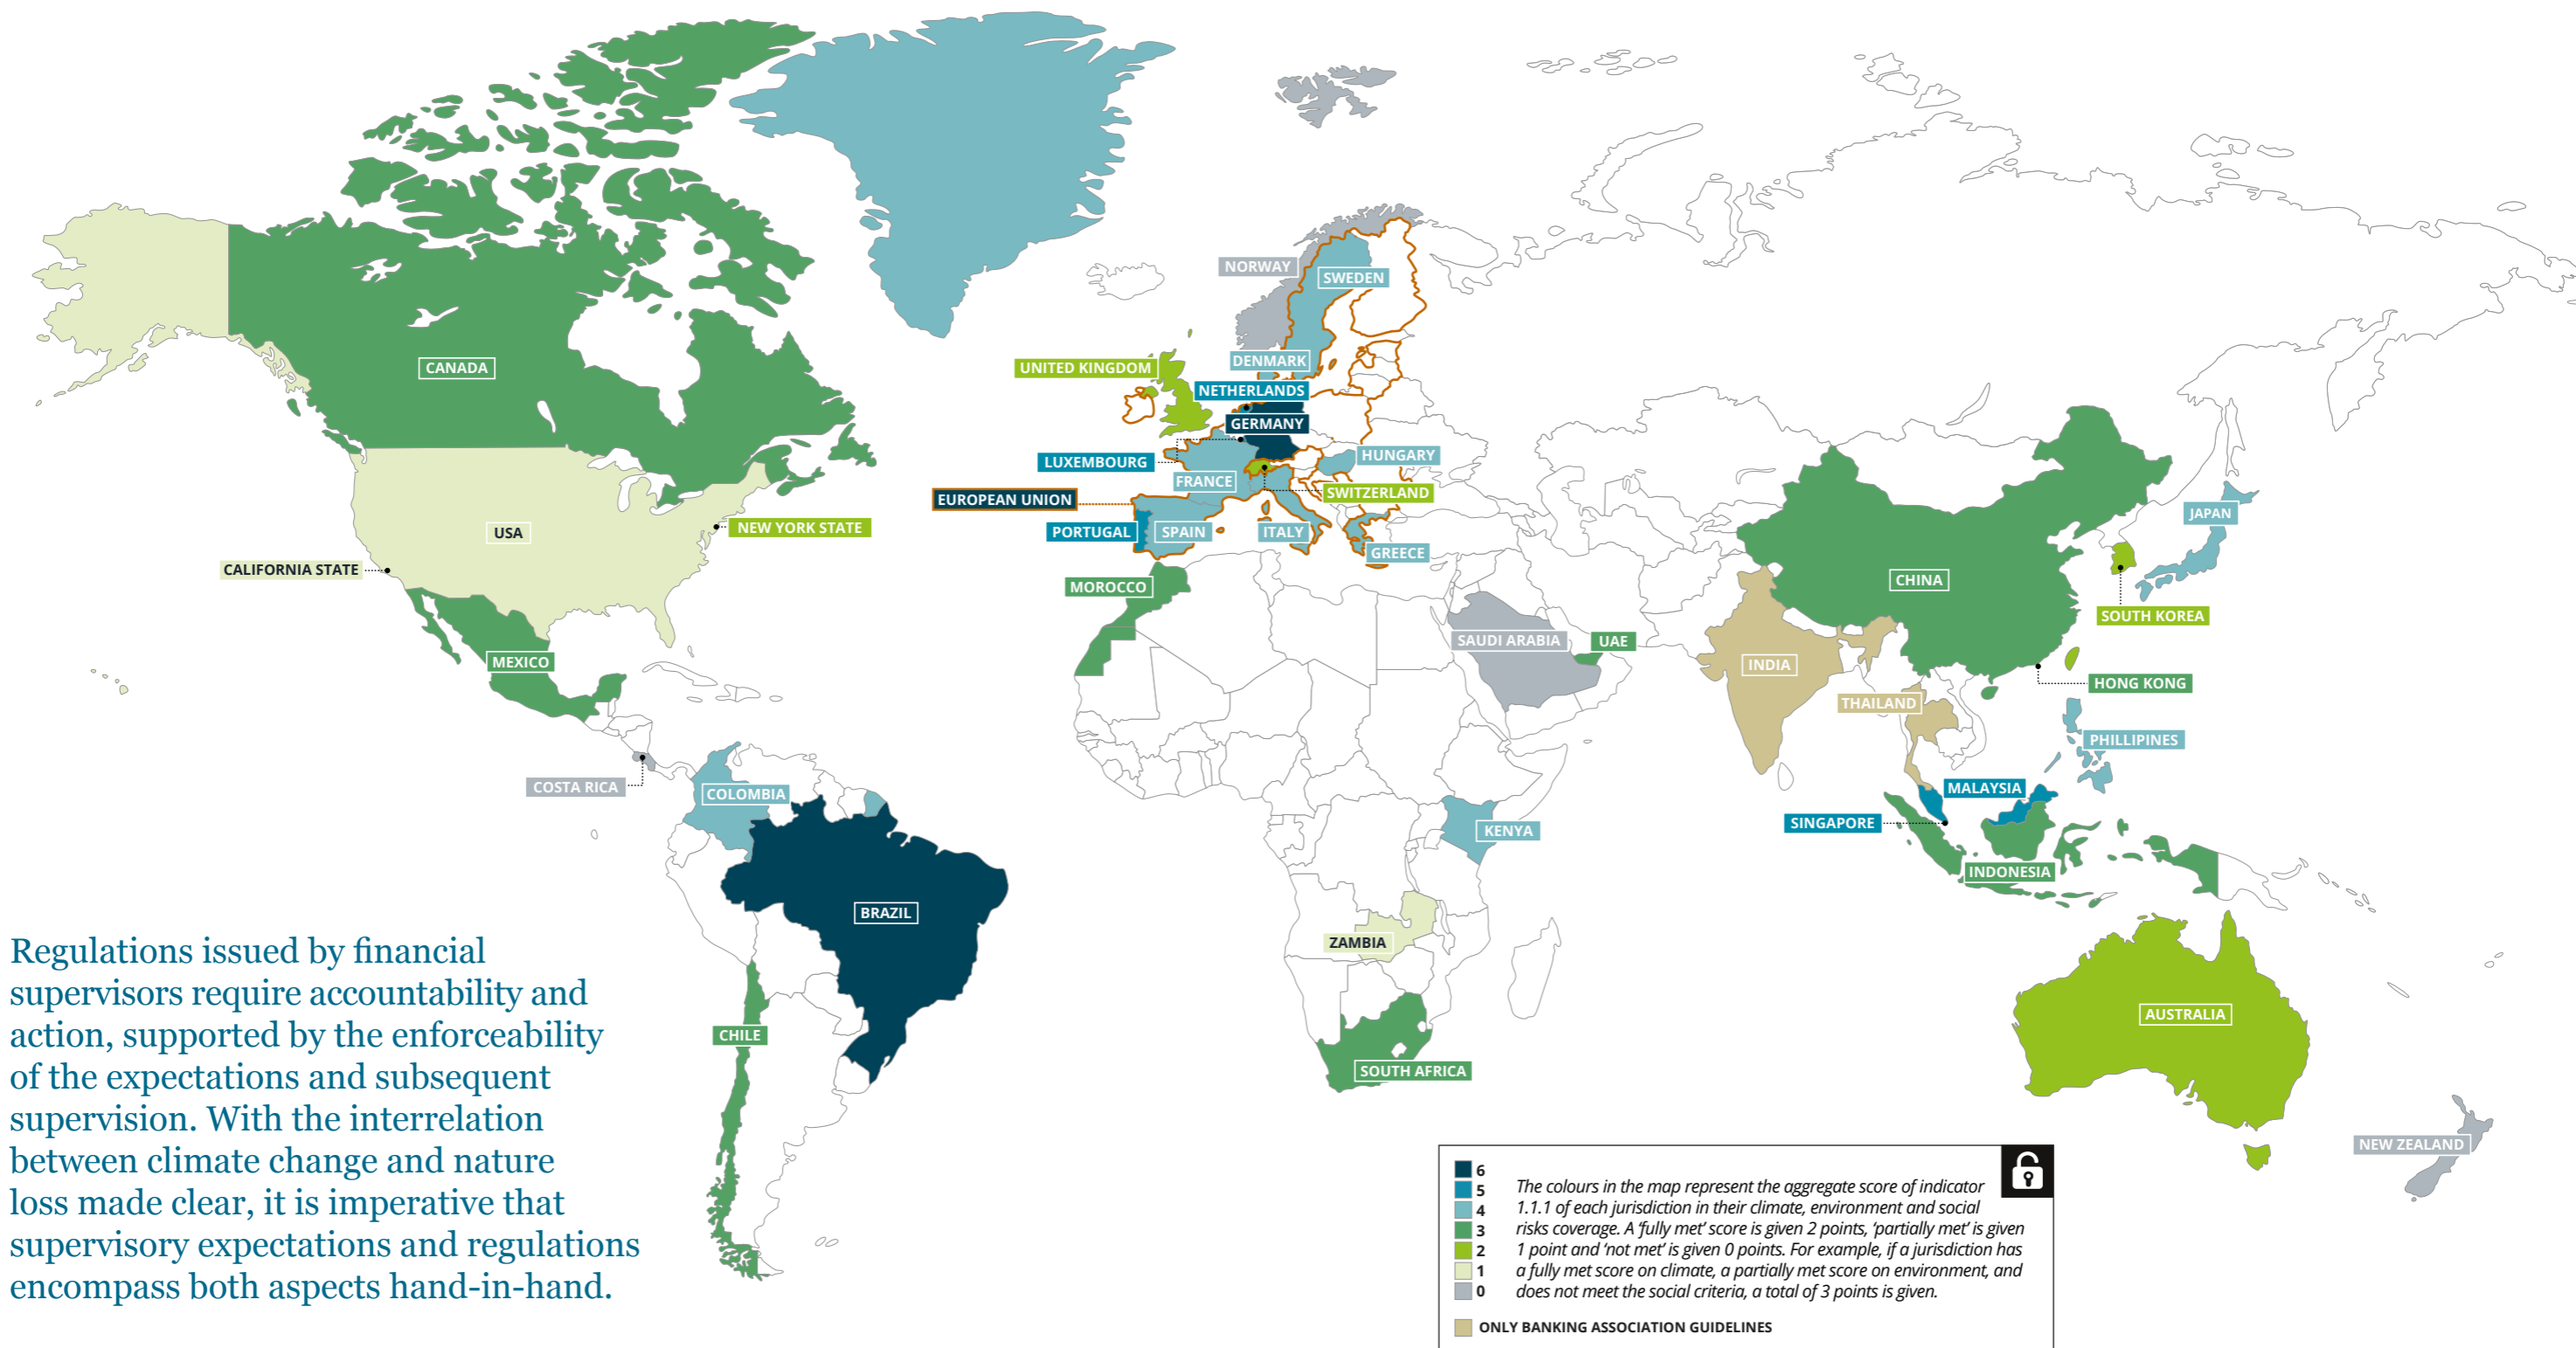 NORWAY
SWEDEN
DENMARK
UNITED KINGDOM
CANADA
NETHERLANDS
GERMANY
HUNGARY
LUXEMBOURG
FRANCE
SWITZERLAND
EUROPEAN UNION
JAPAN
NEW YORK STATE
USA
PORTUGAL
SPAIN
ITALY
GREECE
CALIFORNIA STATE
CHINA
MOROCCO
SOUTH KOREA
SAUDI ARABIA
UAE
MEXICO
INDIA
HONG KONG
THAILAND
PHILLIPINES
COSTA RICA
COLOMBIA
MALAYSIA
SINGAPORE
KENYA
INDONESIA
BRAZIL
ZAMBIA
AUSTRALIA
CHILE
SOUTH AFRICA
NEW ZEALAND
Regulations issued by financial
supervisors require accountability and
action, supported by the enforceability
of the expectations and subsequent
supervision. With the interrelation
between climate change and nature
loss made clear, it is imperative that
supervisory expectations and regulations
encompass both aspects hand-in-hand.
6
5
4
3
2
1
0
The colours in the map represent the aggregate score of indicator
1.1.1 of each jurisdiction in their climate, environment and social
risks coverage. A ‘fully met’ score is given 2 points, ‘partially met’ is given
1 point and ‘not met’ is given 0 points. For example, if a jurisdiction has
a fully met score on climate, a partially met score on environment, and
does not meet the social criteria, a total of 3 points is given.
ONLY BANKING ASSOCIATION GUIDELINES